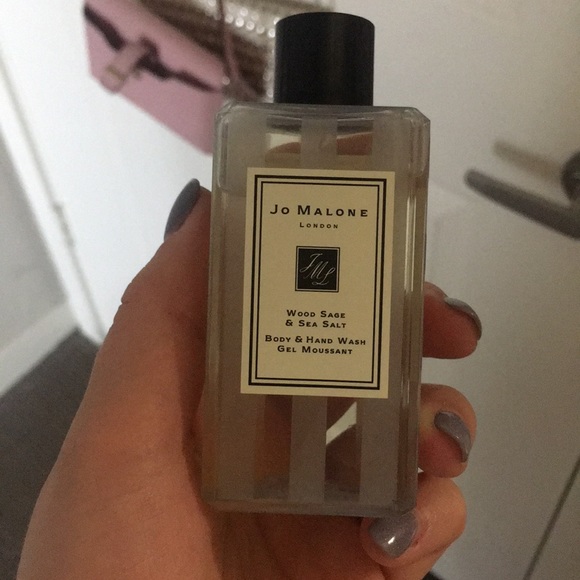 Jo Malone
London
JML
Wood Sage
& Sea Salt
Body & Hand Wash
Gel Moussant